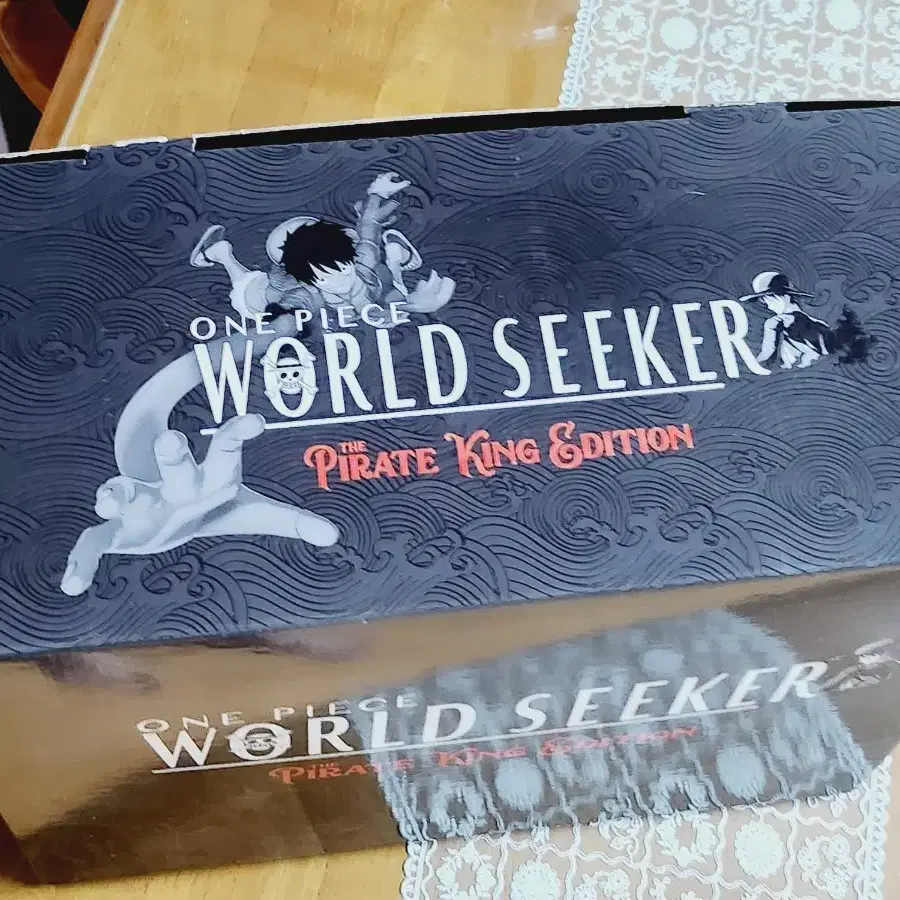 ONE PIECE
WORLD SEEKER
THE PIRATE KING EDITION
ONE PIECE
WORLD SEEKER
THE PIRATE KING EDITION